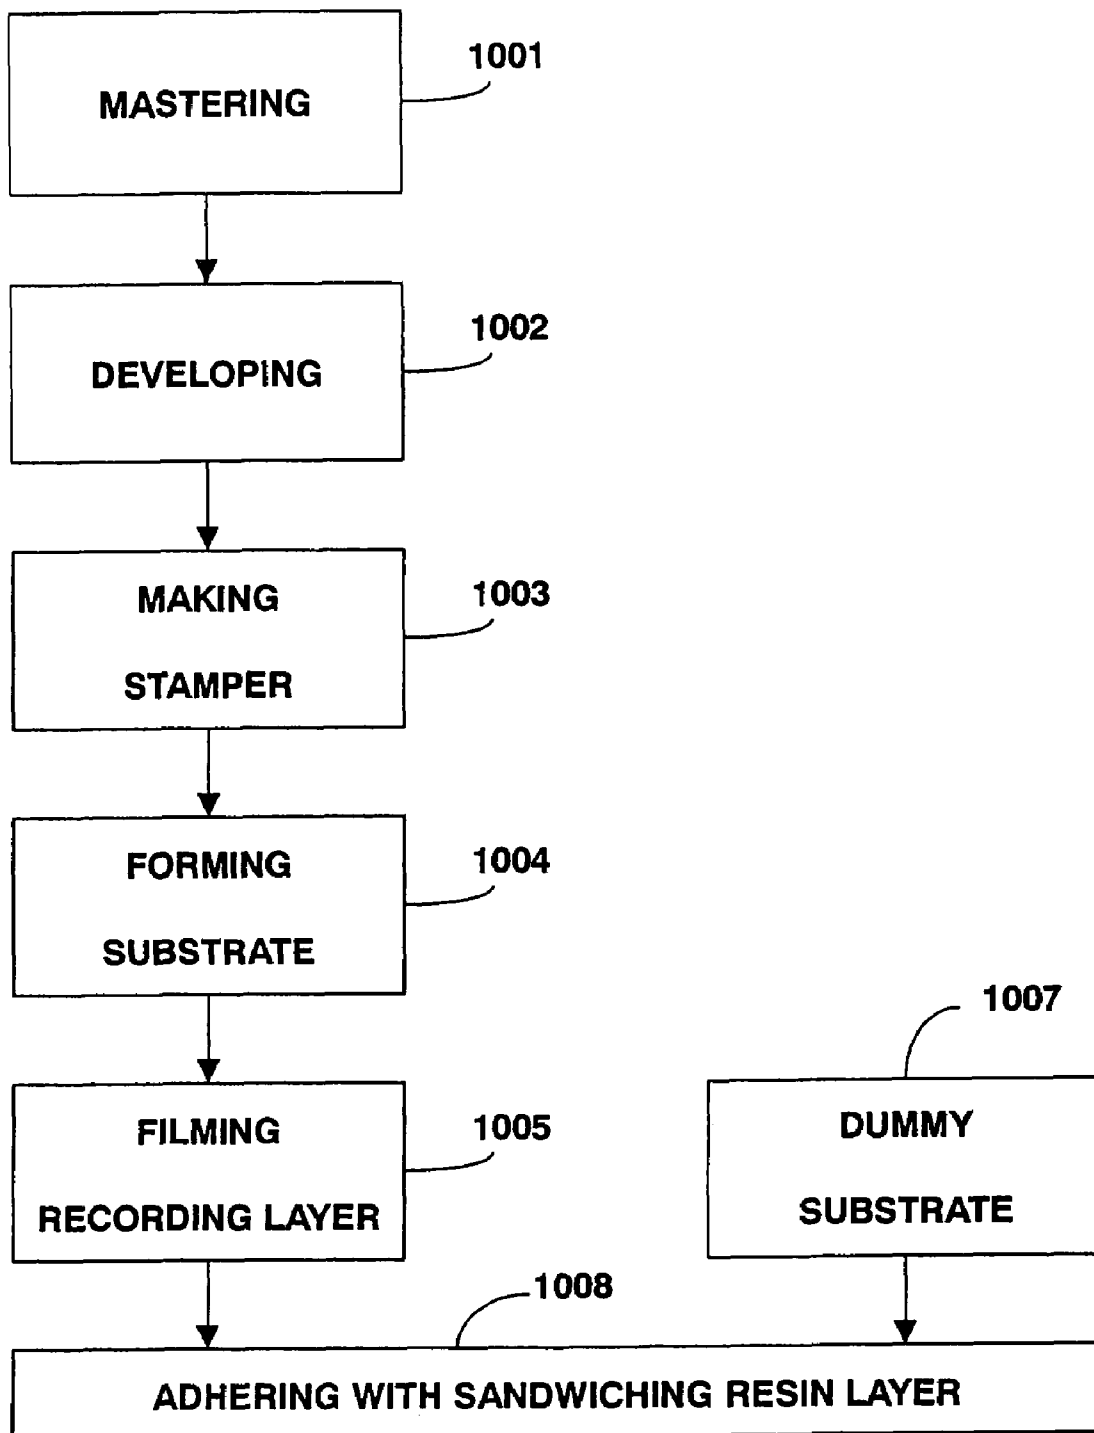 1001
MASTERING
1002
DEVELOPING
1003
MAKING
STAMPER
1004
FORMING
SUBSTRATE
1005
FILMING
RECORDING LAYER
1007
DUMMY
SUBSTRATE
1008
ADHERING WITH SANDWICHING RESIN LAYER